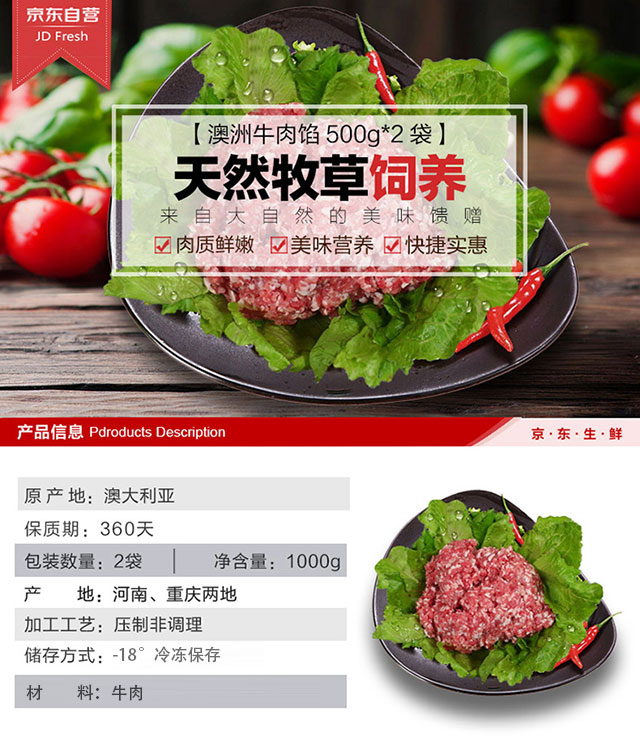 京东自营
JD Fresh
【 澳洲牛肉馅 500g*2 袋 】
天然牧草饲养
来自大自然的美味馈赠
肉质鲜嫩 美味营养 快捷实惠
产品信息 Pdroducts Description
京·东·生·鲜
原 产 地：澳大利亚
保质期：360天
包装数量：2袋 净含量：1000g
产 地：河南、重庆两地
加工工艺：压制非调理
储存方式：-18°冷冻保存
材 料：牛肉